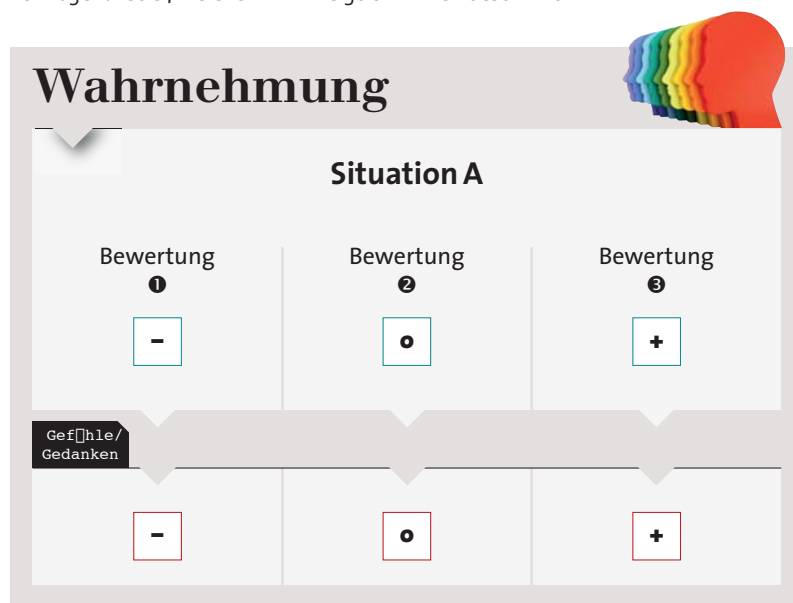 Wahrnehmung
Situation A
Bewertung Bewertung Bewertung
❶ ❷ ❸
– o +
Gef▯hle/
Gedanken
– o +